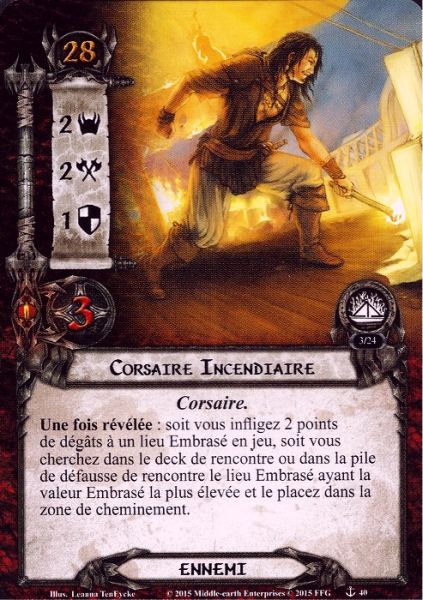 28
2
2
1
3
3/24
Corsaire Incendiaire
Corsaire.
Une fois révélée : soit vous infligez 2 points
de dégâts à un lieu Embrasé en jeu, soit vous
cherchez dans le deck de rencontre ou dans la pile
de défausse de rencontre le lieu Embrasé ayant la
valeur Embrasé la plus élevée et le placez dans la
zone de cheminement.
ENNEMI
Illus. Leanna TenEycke © 2015 Middle-earth Enterprises © 2015 FFG 40